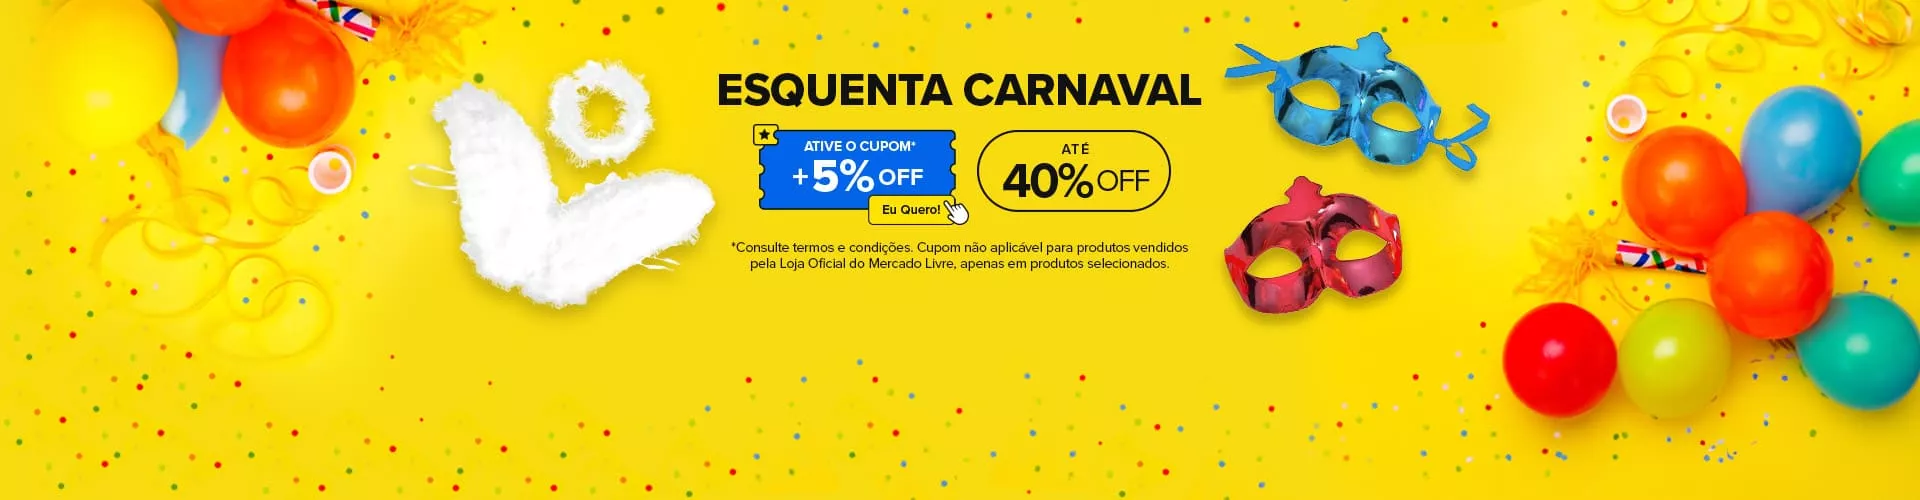 ESQUENTA CARNAVAL
ATIVE O CUPOM*
+5% OFF
Eu Quero!
ATÉ
40% OFF
*Consulte termos e condições. Cupom não aplicável para produtos vendidos
pela Loja Oficial do Mercado Livre, apenas em produtos selecionados.